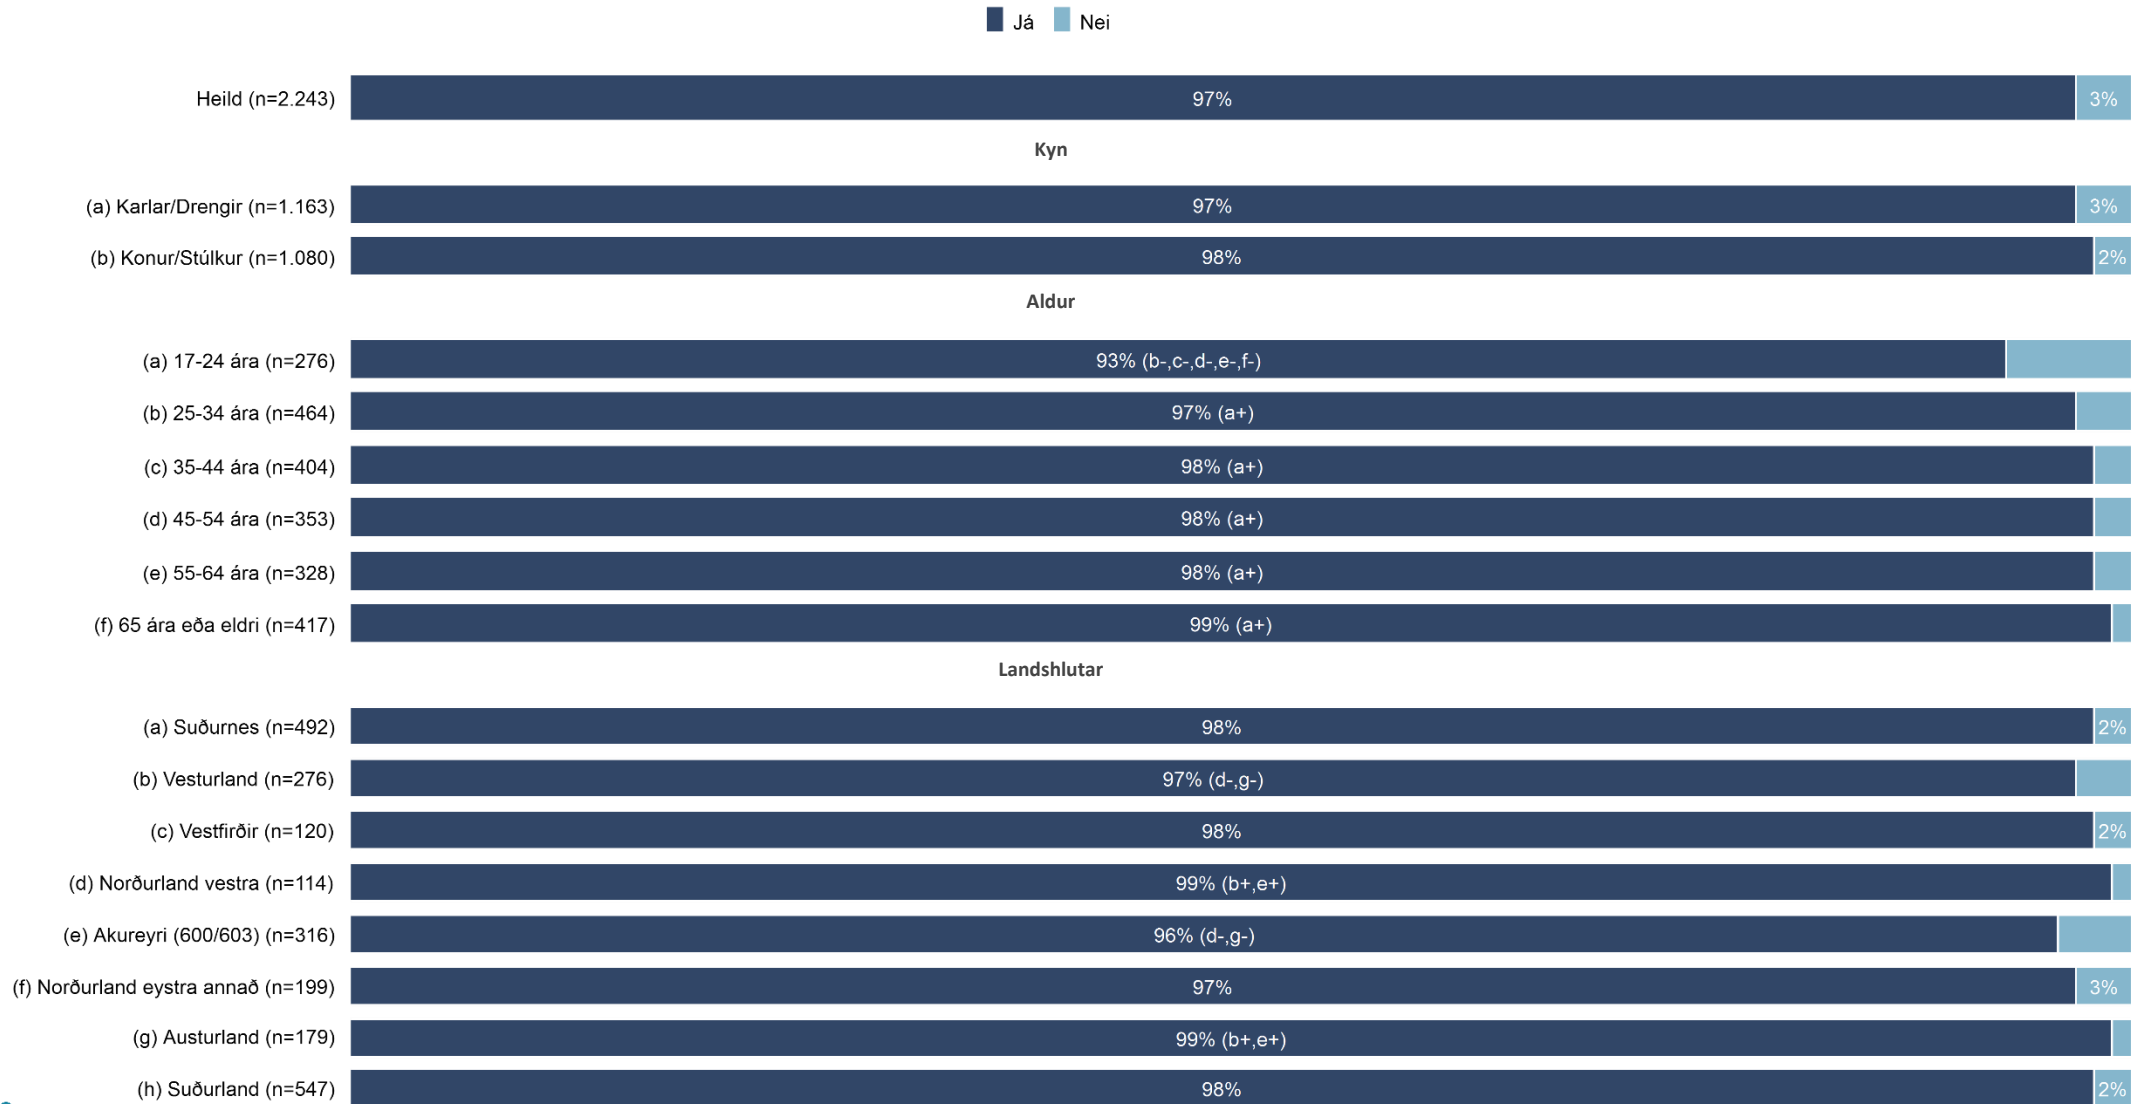 Já Nei
Heild (n=2.243) 97% 3%
Kyn
(a) Karlar/Drengir (n=1.163) 97% 3%
(b) Konur/Stúlkur (n=1.080) 98% 2%
Aldur
(a) 17-24 ára (n=276) 93% (b-,c-,d-,e-,f-)
(b) 25-34 ára (n=464) 97% (a+)
(c) 35-44 ára (n=404) 98% (a+)
(d) 45-54 ára (n=353) 98% (a+)
(e) 55-64 ára (n=328) 98% (a+)
(f) 65 ára eða eldri (n=417) 99% (a+)
Landshlutar
(a) Suðurnes (n=492) 98% 2%
(b) Vesturland (n=276) 97% (d-,g-)
(c) Vestfirðir (n=120) 98% 2%
(d) Norðurland vestra (n=114) 99% (b+,e+)
(e) Akureyri (600/603) (n=316) 96% (d-,g-)
(f) Norðurland eystra annað (n=199) 97% 3%
(g) Austurland (n=179) 99% (b+,e+)
(h) Suðurland (n=547) 98% 2%